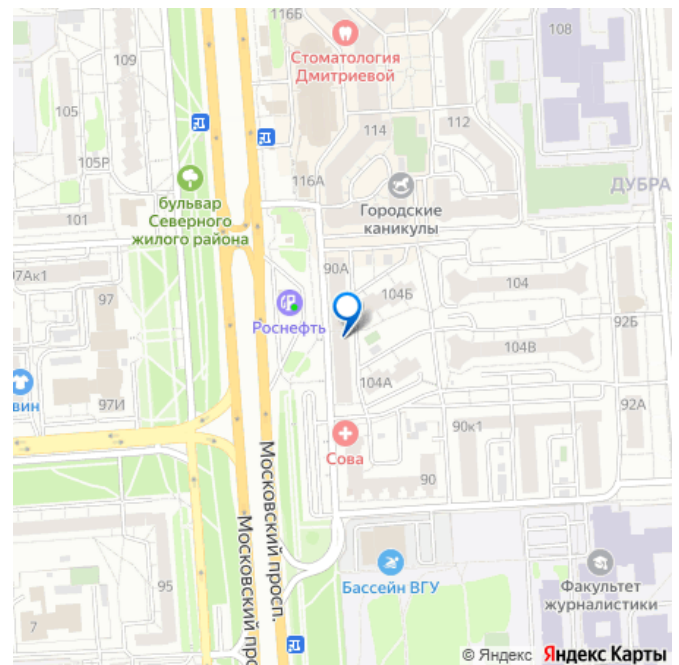 116Б
108
Стоматология
Дмитриевой
109
105
114
112
105Р
116А
ДУБРА
бульвар
Северного
жилого района
Городские
каникулы
101
97Ак1
90А
104Б
104
97
Роснефть
92Б
104В
104А
вин
97И
92А
90к1
Сова
90
Московский просп.
Московский про
Бассейн ВГУ
95
Факультет
журналистики
7
© Яндекс Яндекс Карты